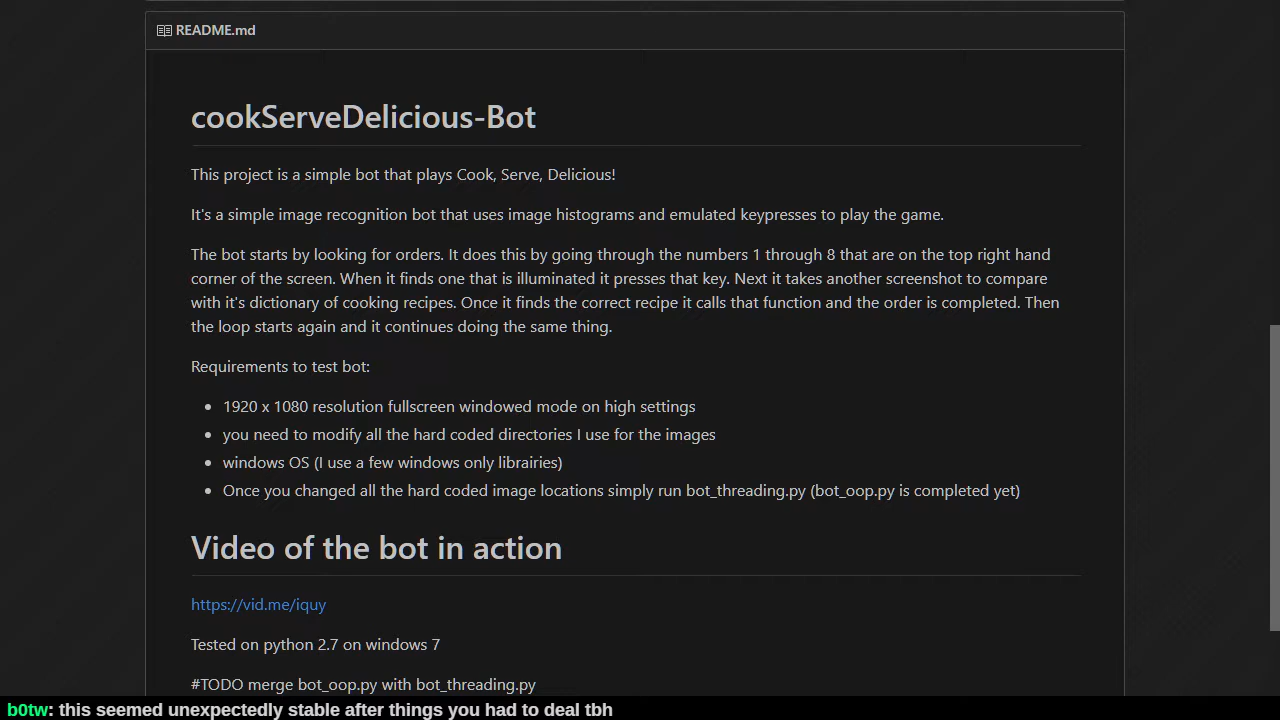 README.md
cookServeDelicious-Bot
This project is a simple bot that plays Cook, Serve, Delicious!
It's a simple image recognition bot that uses image histograms and emulated keypresses to play the game.
The bot starts by looking for orders. It does this by going through the numbers 1 through 8 that are on the top right hand
corner of the screen. When it finds one that is illuminated it presses that key. Next it takes another screenshot to compare
with it's dictionary of cooking recipes. Once it finds the correct recipe it calls that function and the order is completed. Then
the loop starts again and it continues doing the same thing.
Requirements to test bot:
• 1920 x 1080 resolution fullscreen windowed mode on high settings
• you need to modify all the hard coded directories I use for the images
• windows OS (I use a few windows only librairies)
• Once you changed all the hard coded image locations simply run bot_threading.py (bot_oop.py is completed yet)
Video of the bot in action
https://vid.me/iquy
Tested on python 2.7 on windows 7
#TODO merge bot_oop.py with bot_threading.py
b0tw: this seemed unexpectedly stable after things you had to deal tbh